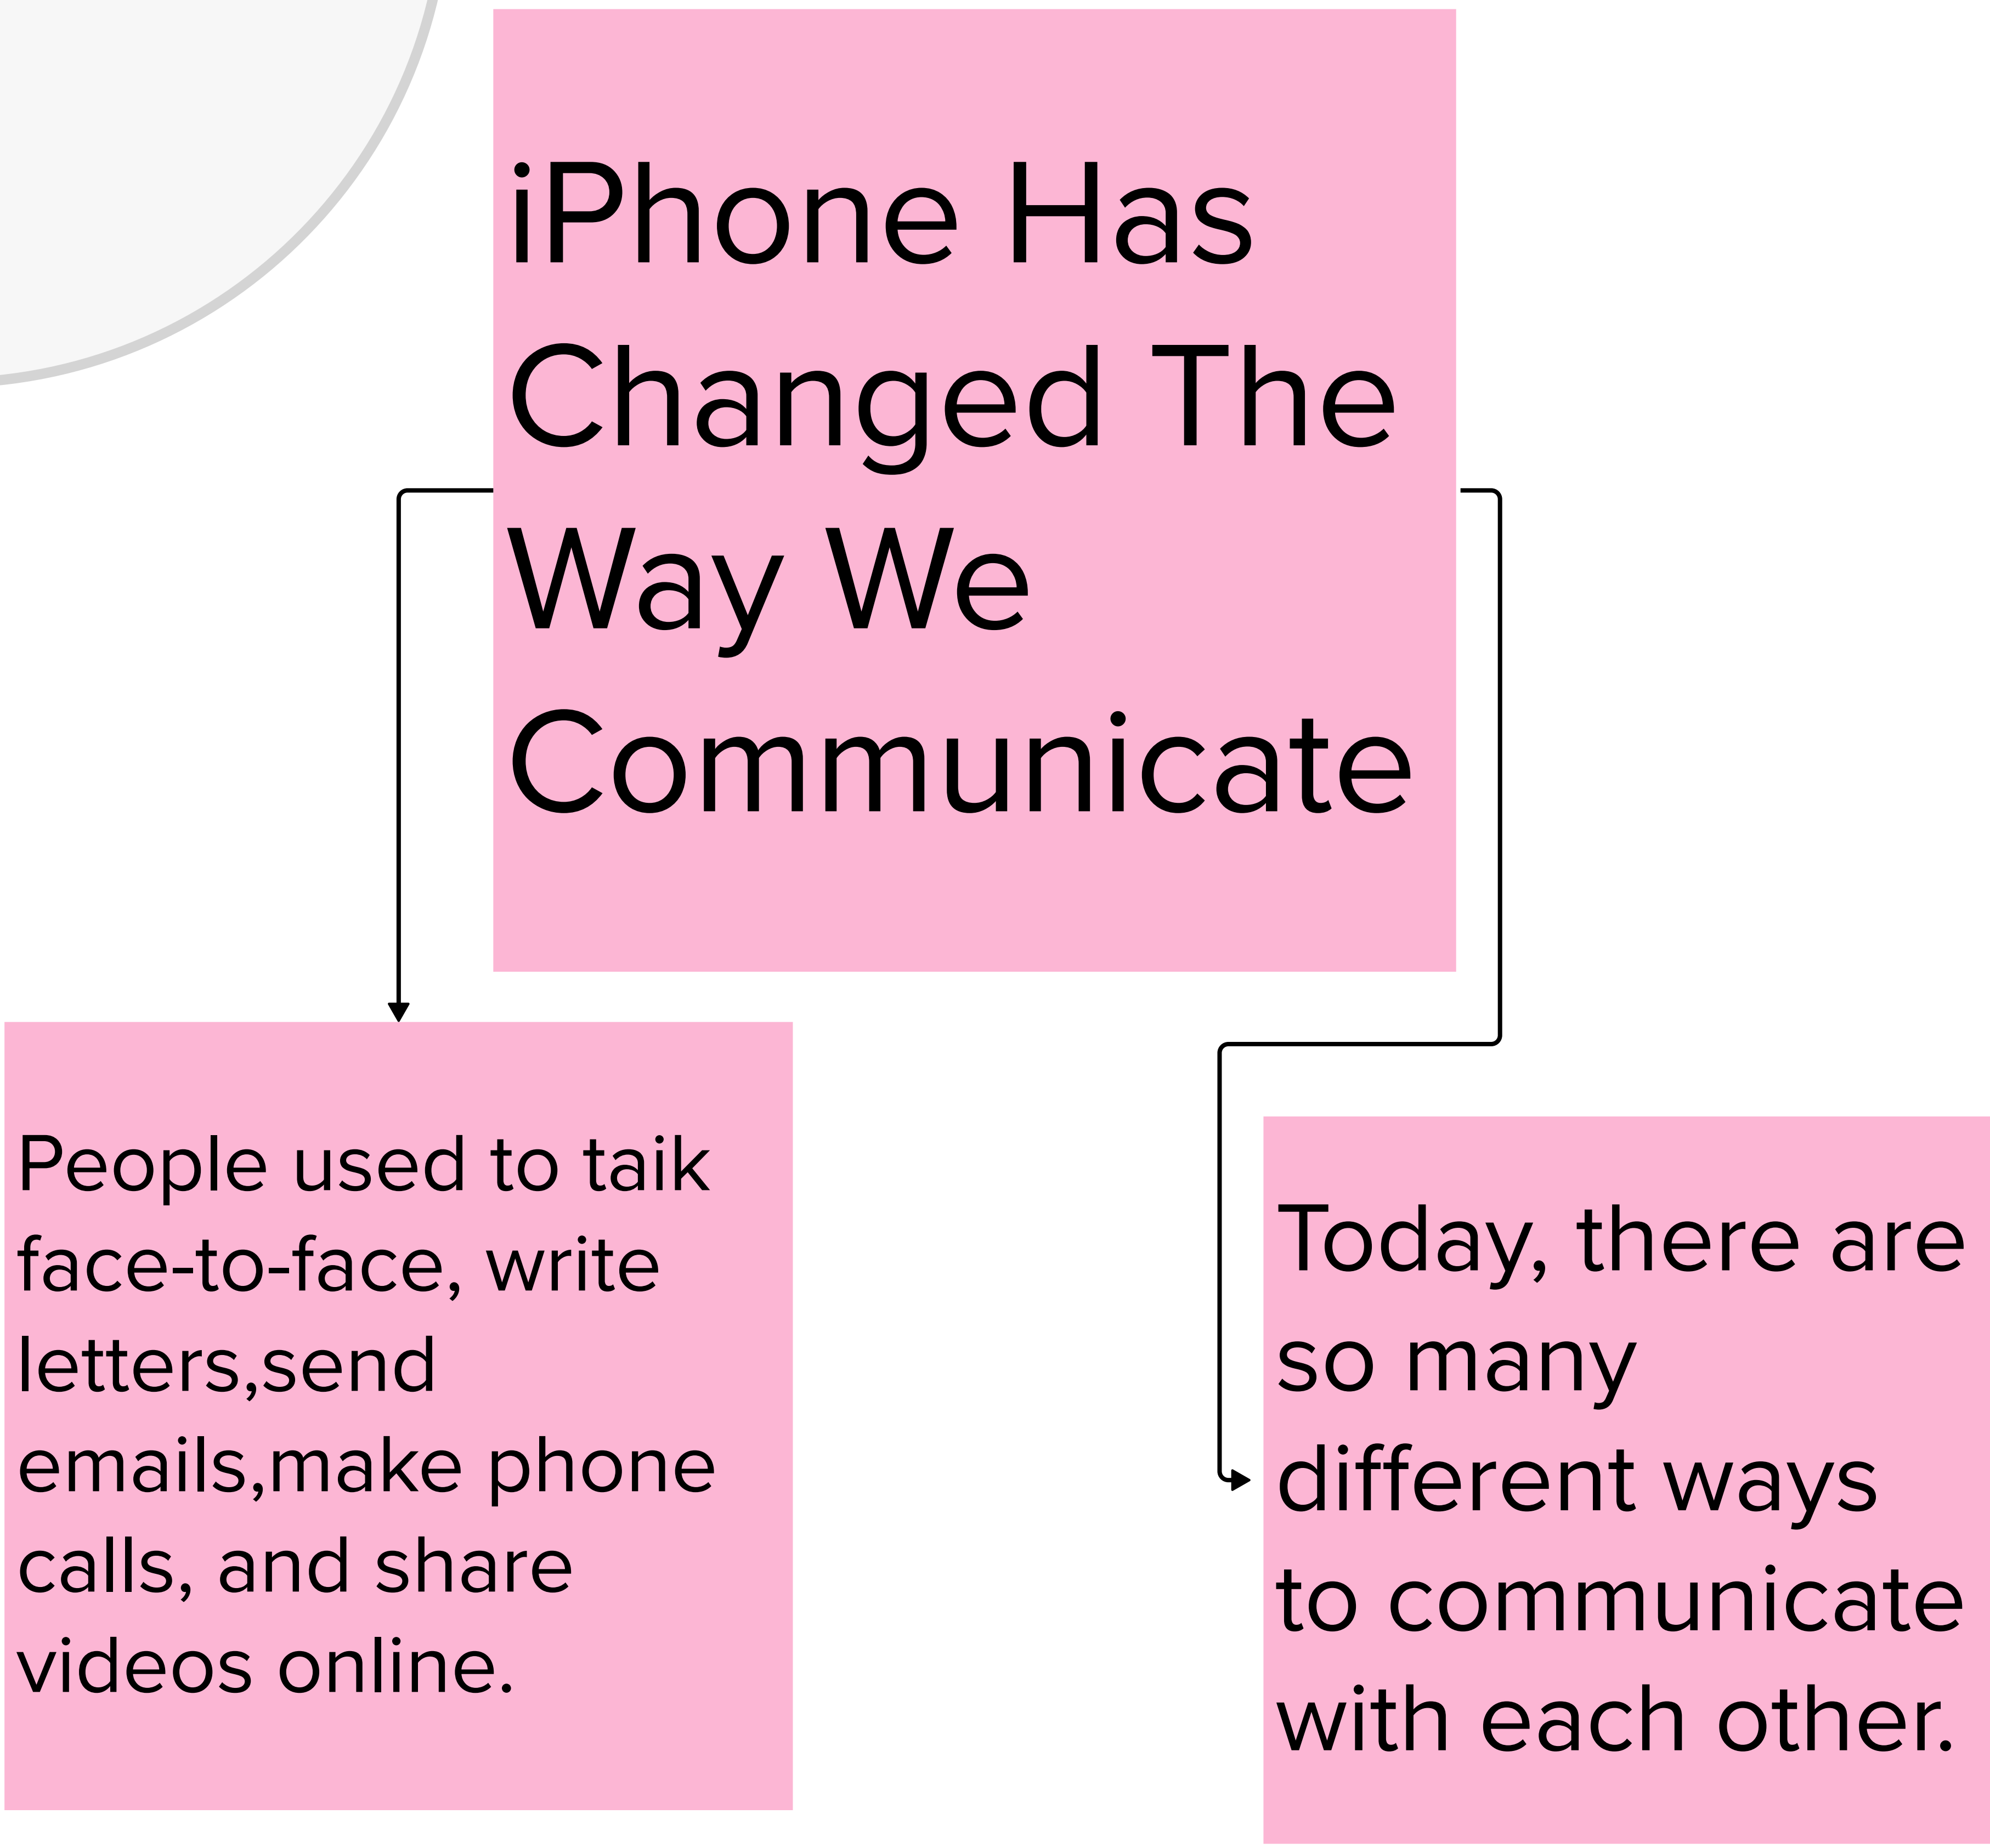 iPhone Has
Changed The
Way We
Communicate
People used to taik
face-to-face, write
letters,send
emails,make phone
calls, and share
videos online.
Today, there are
so many
different ways
to communicate
with each other.